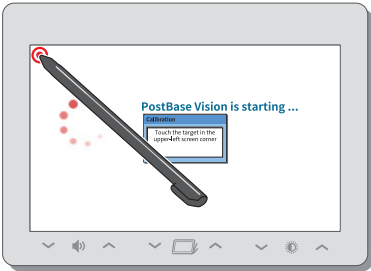 PostBase Vision is starting ...
Calibration
Touch the target in the
upper-left screen corner